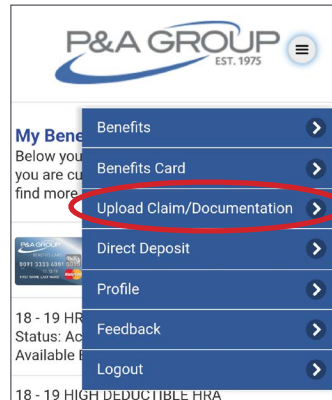 P&A GROUP
EST. 1975
My Bene
Benefits
Below you
you are cu
Benefits Card
find more
Upload Claim/Documentation
P&A GROUP
Direct Deposit
Profile
18 - 19 HR
Status: Ac
Feedback
Available B
Logout
18 - 19 HIGH DEDUCTIBLE HRA